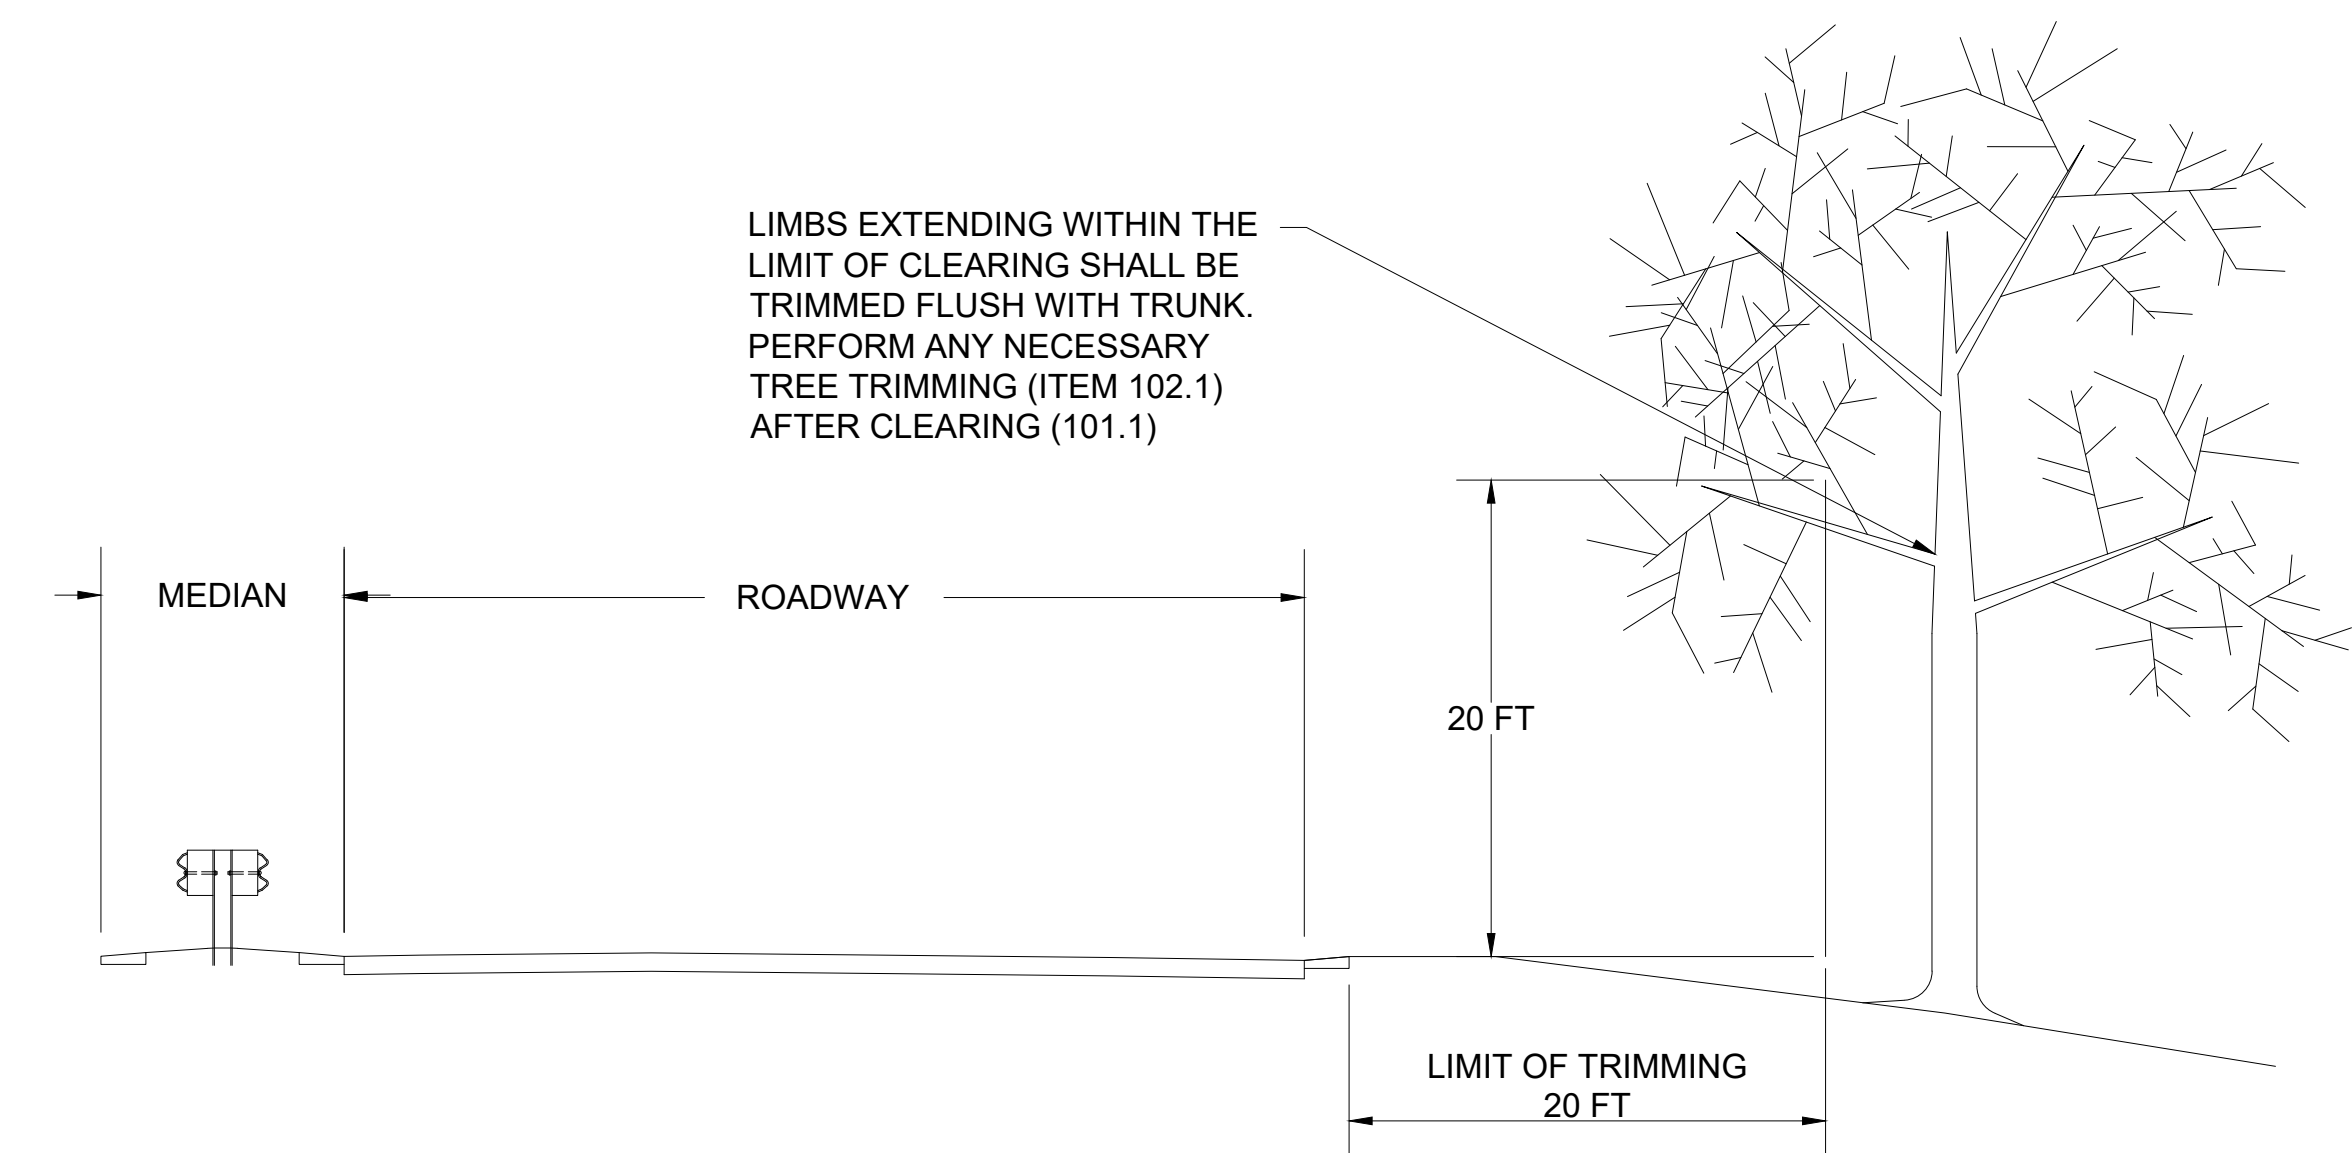 LIMBS EXTENDING WITHIN THE
LIMIT OF CLEARING SHALL BE
TRIMMED FLUSH WITH TRUNK.
PERFORM ANY NECESSARY
TREE TRIMMING (ITEM 102.1)
AFTER CLEARING (101.1)
MEDIAN
ROADWAY
20 FT
LIMIT OF TRIMMING
20 FT